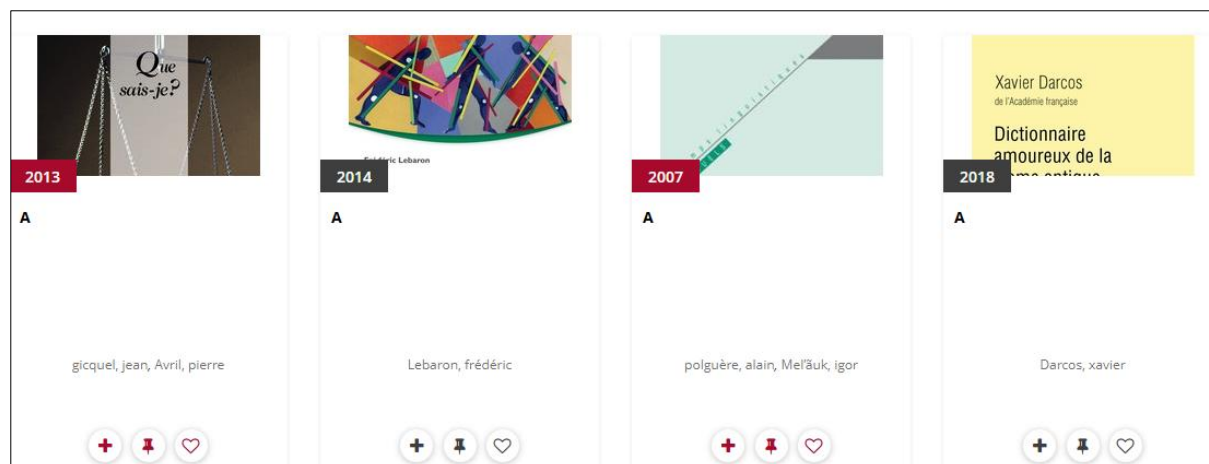 Que
sais-je?
Frédéric Lebaron
Xavier Darcos
de l'Académie française
Dictionnaire
amoureux de la
2013
2014
2007
2018
A
A
A
A
gicquel, jean, Avril, pierre
Lebaron, frédéric
polguère, alain, Mel'ãuk, igor
Darcos, xavier